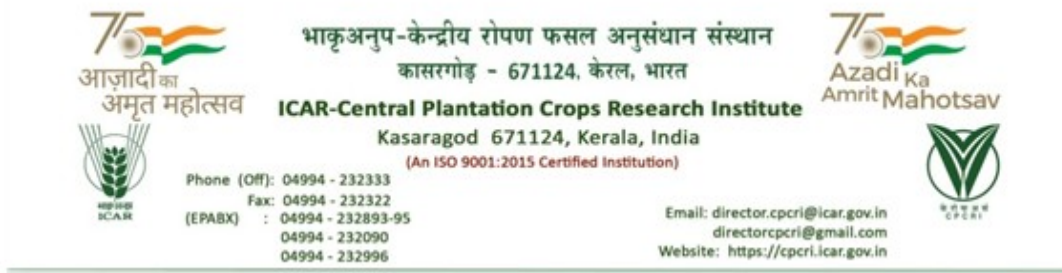 75
आज़ादी का
अमृत महोत्सव
भाकृअनुप-केन्द्रीय रोपण फसल अनुसंधान संस्थान
कासरगोड़ - 671124, केरल, भारत
ICAR-Central Plantation Crops Research Institute
Kasaragod 671124, Kerala, India
(An ISO 9001:2015 Certified Institution)
75
Azadi Ka
Amrit Mahotsav
ICAR
Phone (Off): 04994 - 232333
Fax: 04994 - 232322
(EPABX) : 04994 - 232893-95
04994 - 232090
04994 - 232996
Email: director.cpcri@icar.gov.in
directorcpcri@gmail.com
Website: https://cpcri.icar.gov.in
CPCRI